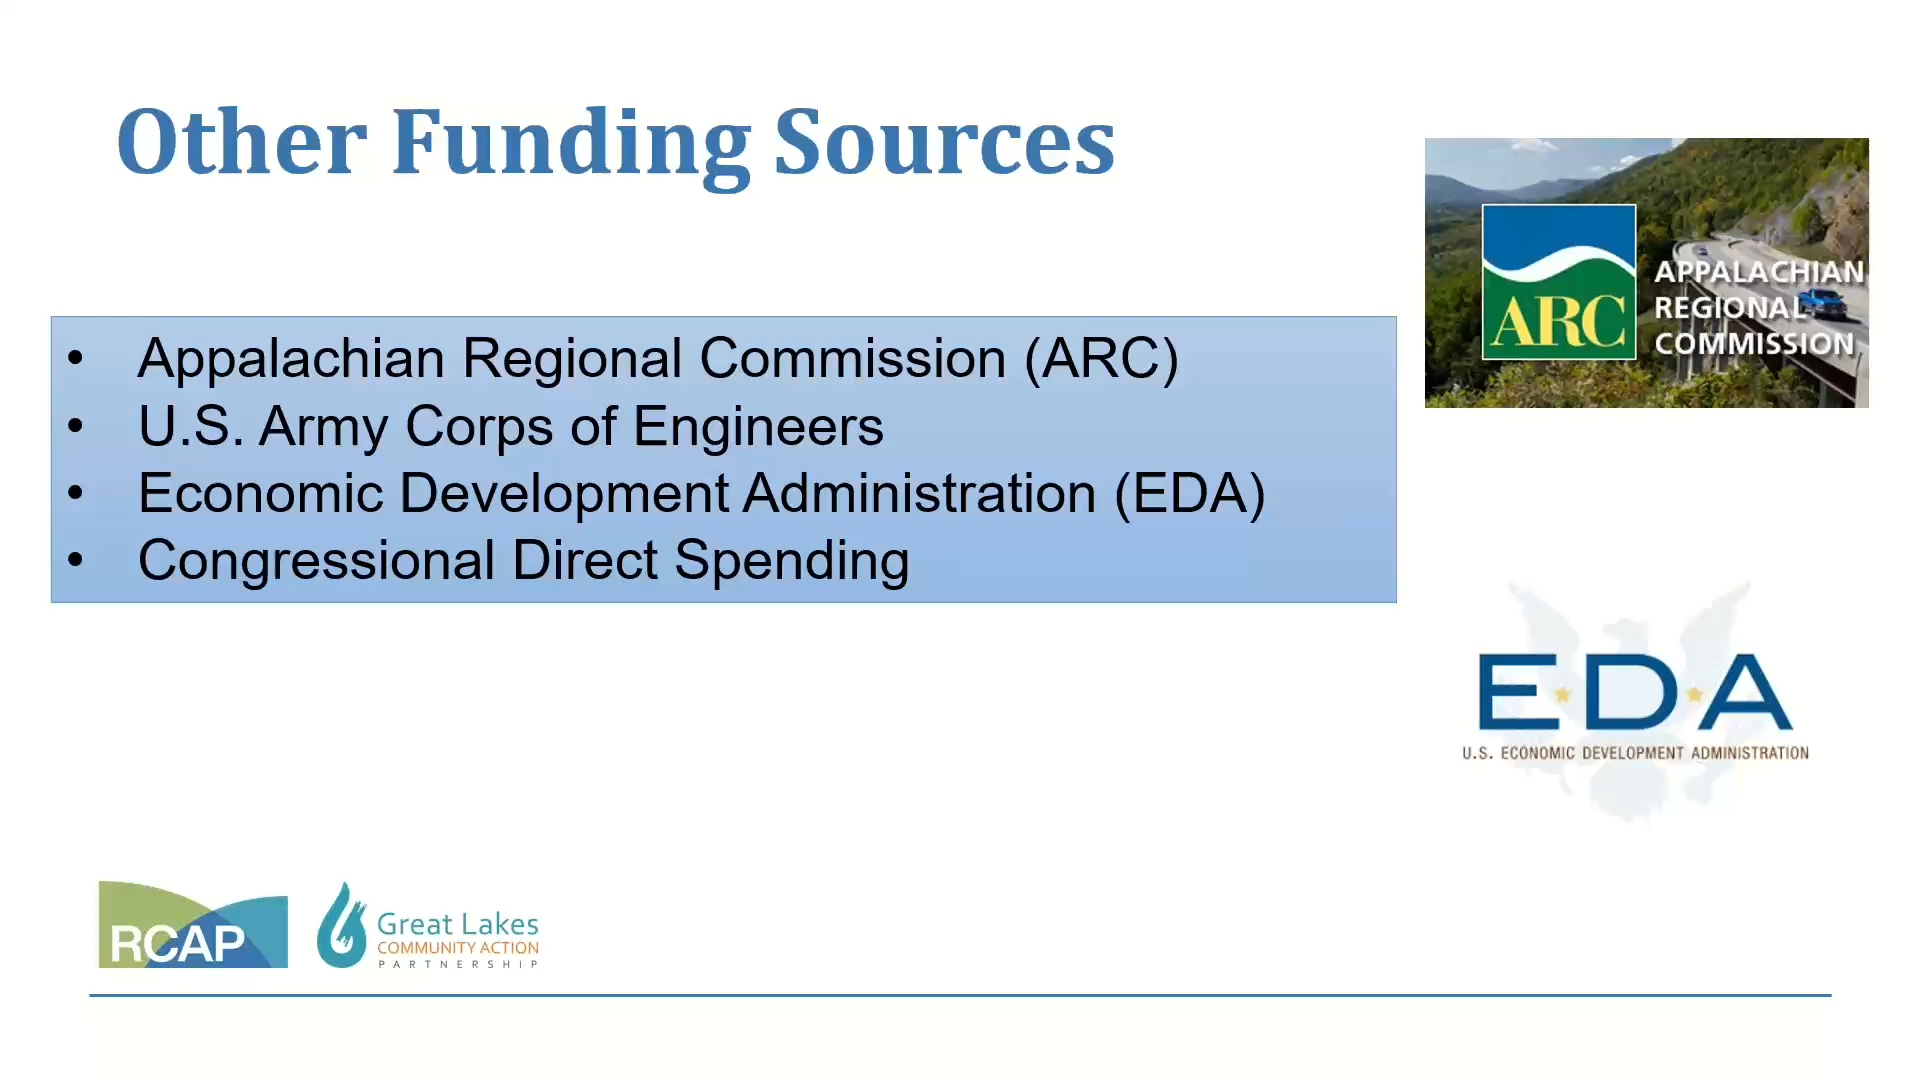 Other Funding Sources
• Appalachian Regional Commission (ARC)
• U.S. Army Corps of Engineers
• Economic Development Administration (EDA)
• Congressional Direct Spending
ARC
APPALACHIAN
REGIONAL
COMMISSION
EDA
U.S. ECONOMIC DEVELOPMENT ADMINISTRATION
RCAP
Great Lakes
COMMUNITY ACTION
PARTNERSHIP